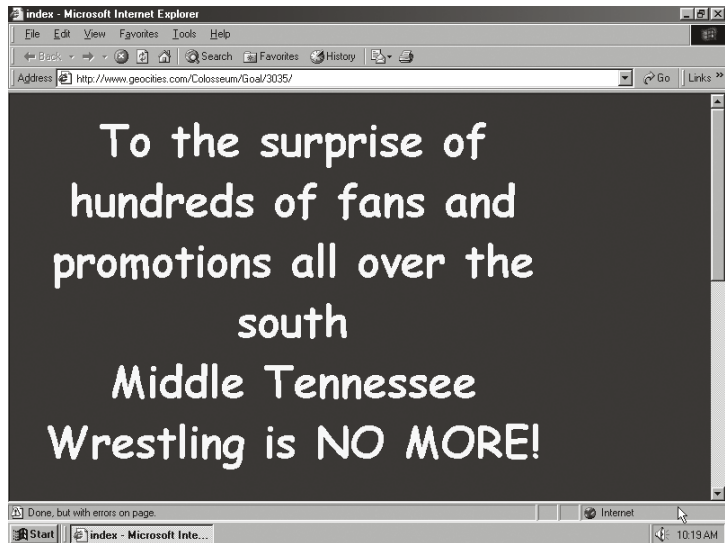 index - Microsoft Internet Explorer
File Edit View Favorites Tools Help
Back Search Favorites History
Address http://www.geocities.com/Colosseum/Goal/3035/ Go Links »
To the surprise of
hundreds of fans and
promotions all over the
south
Middle Tennessee
Wrestling is NO MORE!
Done, but with errors on page. Internet
Start index - Microsoft Inte... 10:19 AM